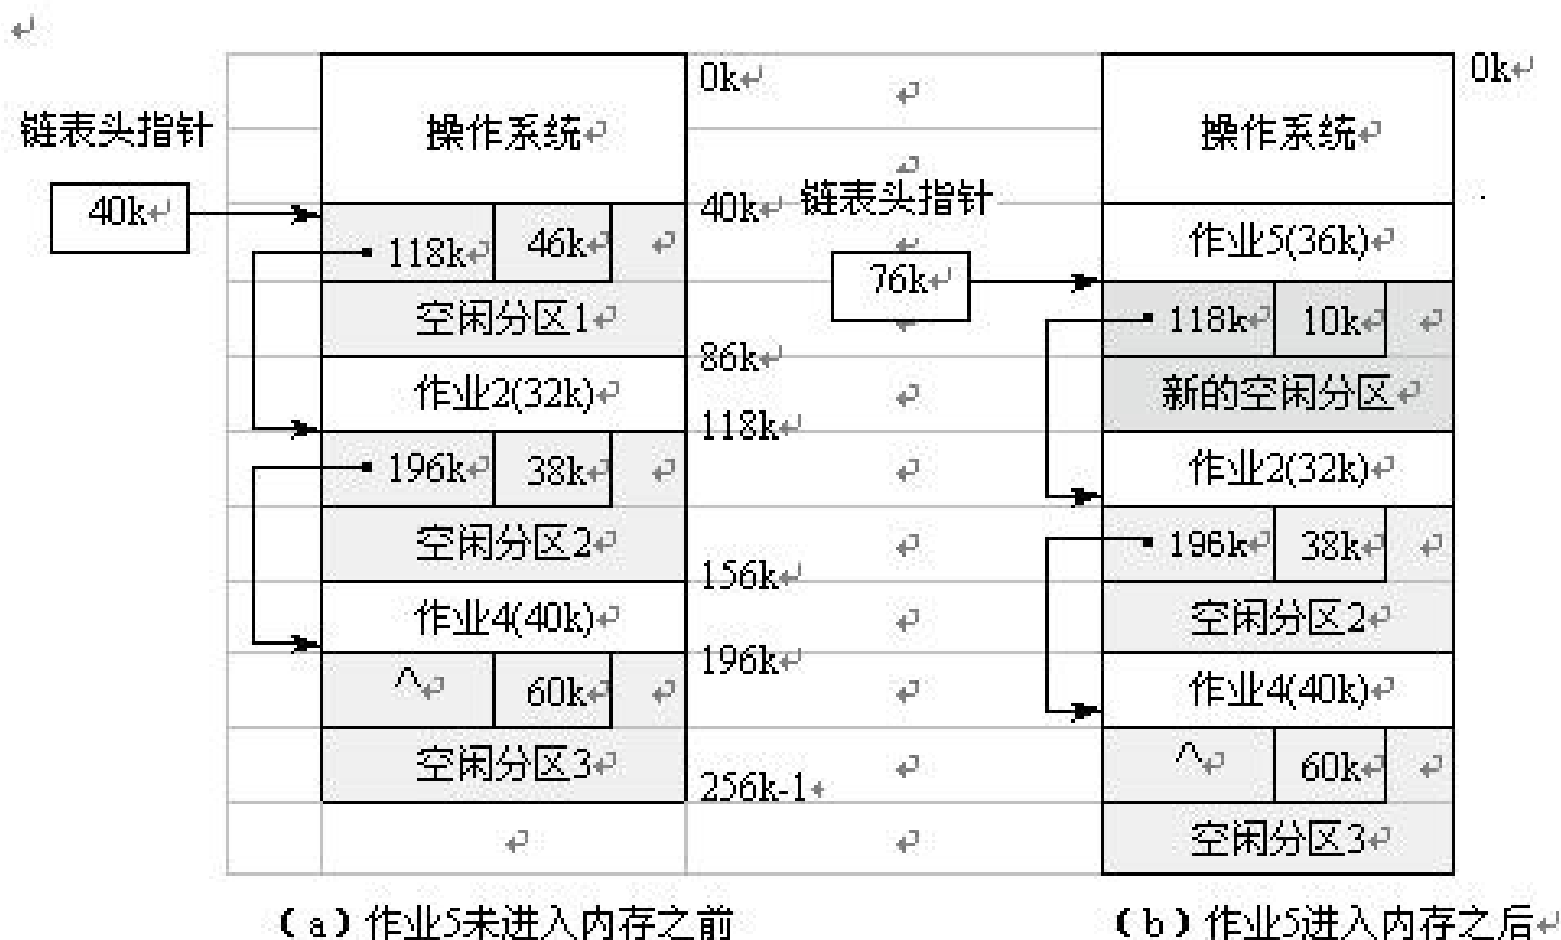 链表头指针
40k
操作系统
0k
40k
118k
46k
空闲分区1
86k
作业2(32k)
118k
196k
38k
空闲分区2
156k
作业4(40k)
196k
^
60k
空闲分区3
256k-1
(a)作业5未进入内存之前
链表头指针
76k
0k
操作系统
作业5(36k)
118k
10k
新的空闲分区
作业2(32k)
196k
38k
空闲分区2
作业4(40k)
^
60k
空闲分区3
(b)作业5进入内存之后